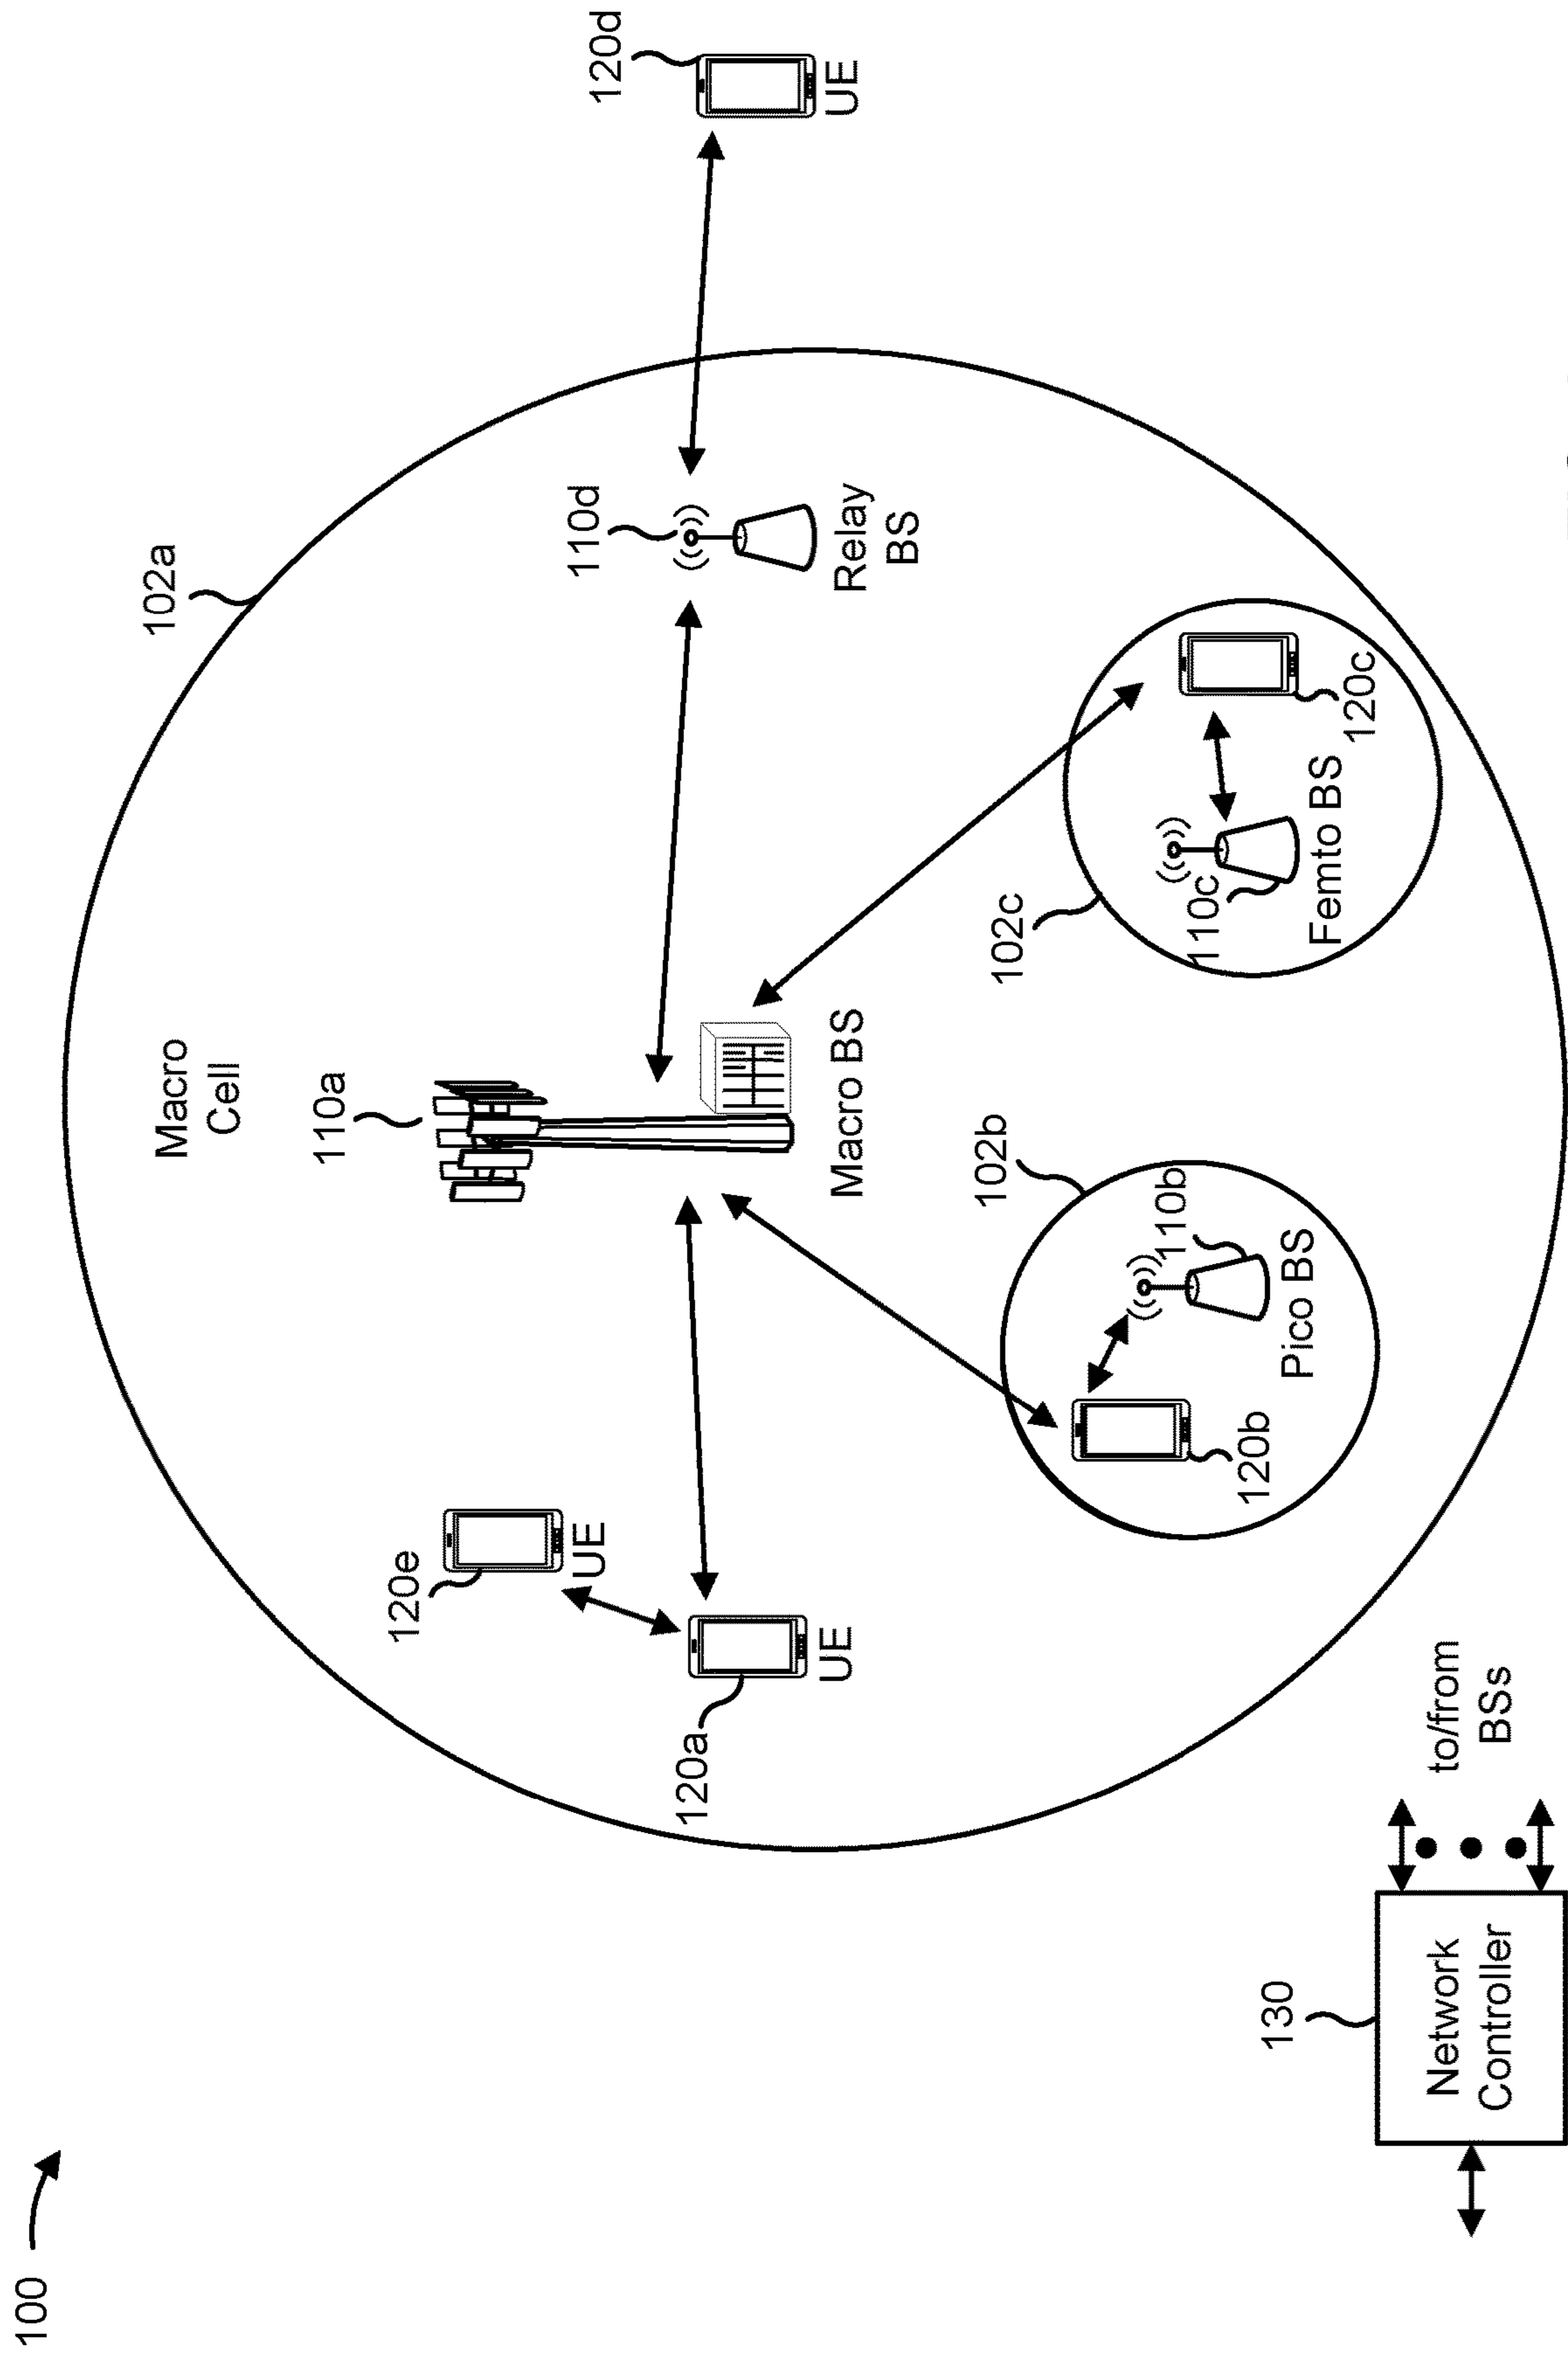 100
102a
Macro
Cell
110a
120d
UE
110d
Relay
BS
120e
UE
Macro BS
120a
UE
102b
110b
Pico BS
120b
102c
110c
Femto BS
120c
130
Network
Controller
to/from
BSs